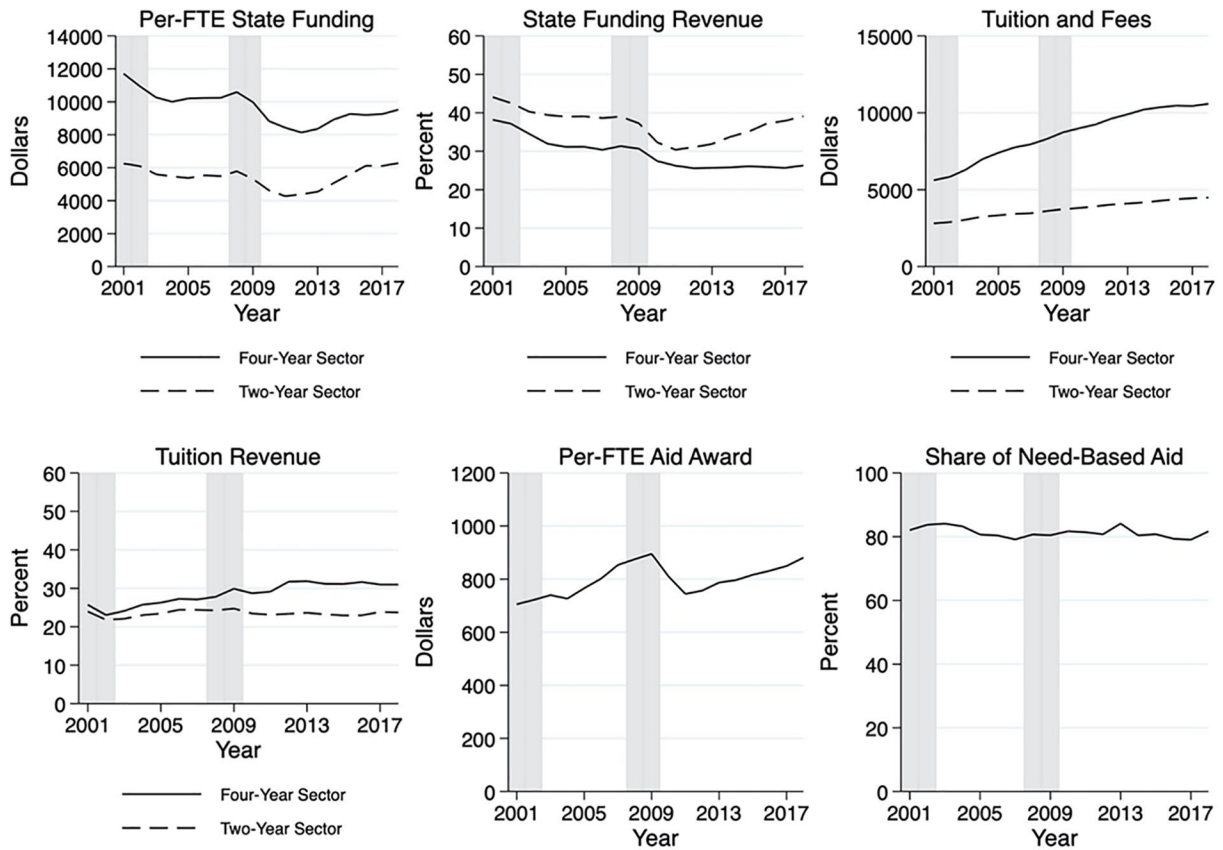 Per-FTE State Funding
14000
12000
10000
8000
6000
4000
2000
0
Dollars
2001 2005 2009 2013 2017
Year
Four-Year Sector
Two-Year Sector
State Funding Revenue
60
50
40
30
20
10
0
Percent
2001 2005 2009 2013 2017
Year
Four-Year Sector
Two-Year Sector
Tuition and Fees
15000
10000
5000
0
Dollars
2001 2005 2009 2013 2017
Year
Four-Year Sector
Two-Year Sector
Tuition Revenue
60
50
40
30
20
10
0
Percent
2001 2005 2009 2013 2017
Year
Four-Year Sector
Two-Year Sector
Per-FTE Aid Award
1200
1000
800
600
400
200
0
Dollars
2001 2005 2009 2013 2017
Year
Share of Need-Based Aid
100
80
60
40
20
0
Percent
2001 2005 2009 2013 2017
Year